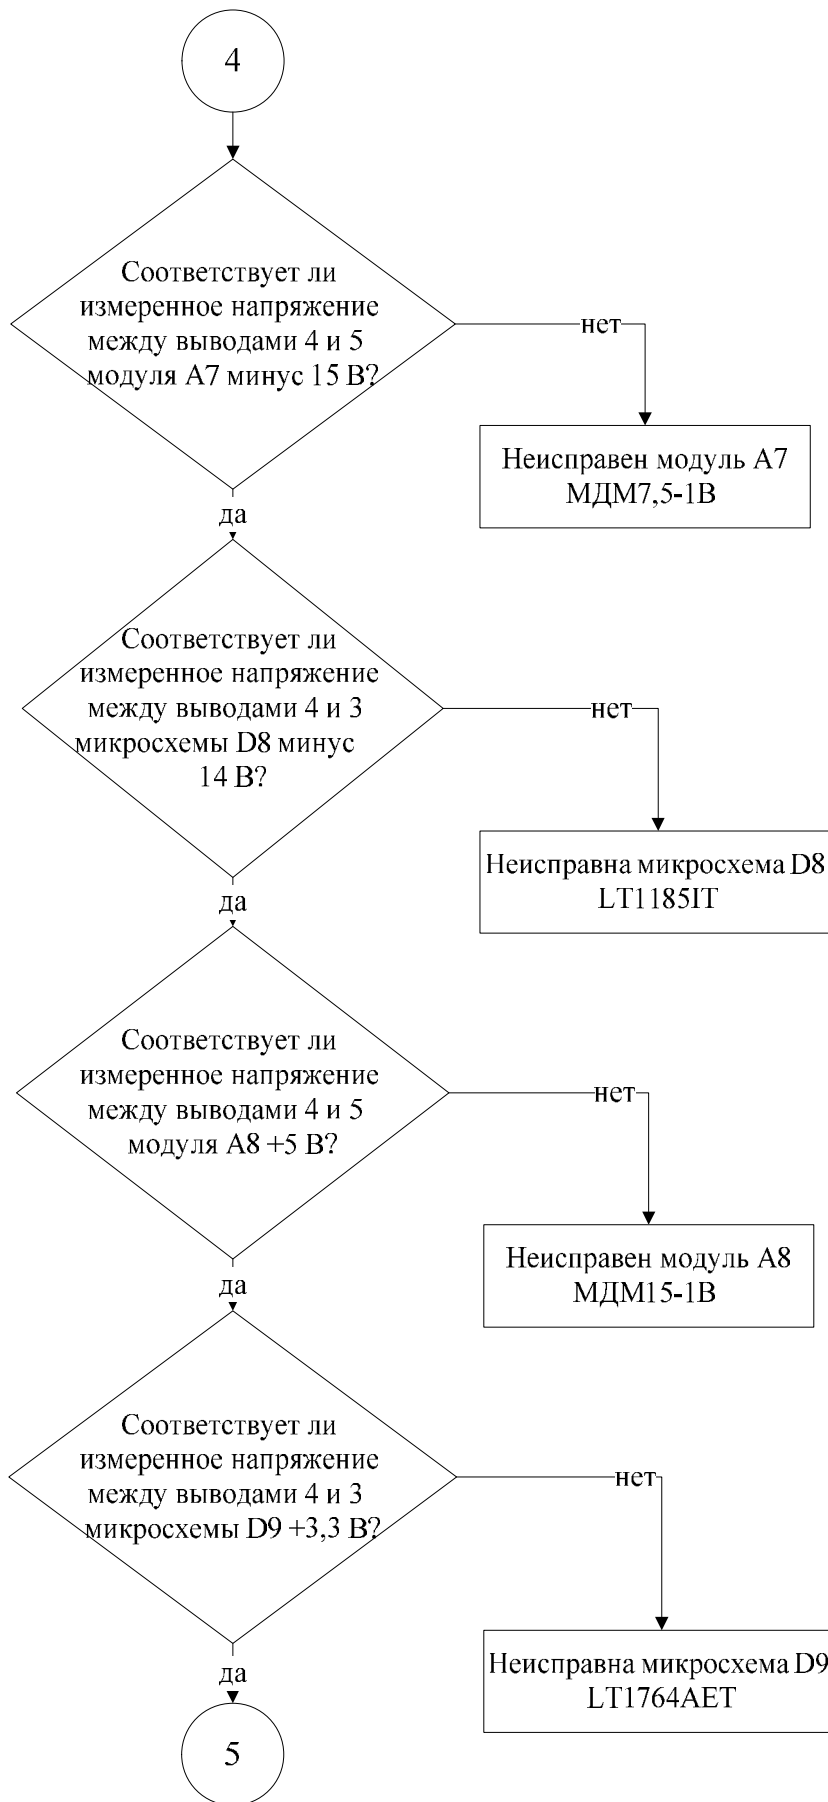 4
Соответствует ли
измеренное напряжение
между выводами 4 и 5
модуля А7 минус 15 В?
нет
Неисправен модуль А7
МДМ7,5-1В
да
Соответствует ли
измеренное напряжение
между выводами 4 и 3
микросхемы D8 минус
14 В?
нет
Неисправна микросхема D8
LT1185IT
да
Соответствует ли
измеренное напряжение
между выводами 4 и 5
модуля А8 +5 В?
нет
Неисправен модуль А8
МДМ15-1В
да
Соответствует ли
измеренное напряжение
между выводами 4 и 3
микросхемы D9 +3,3 В?
нет
Неисправна микросхема D9
LT1764AET
да
5